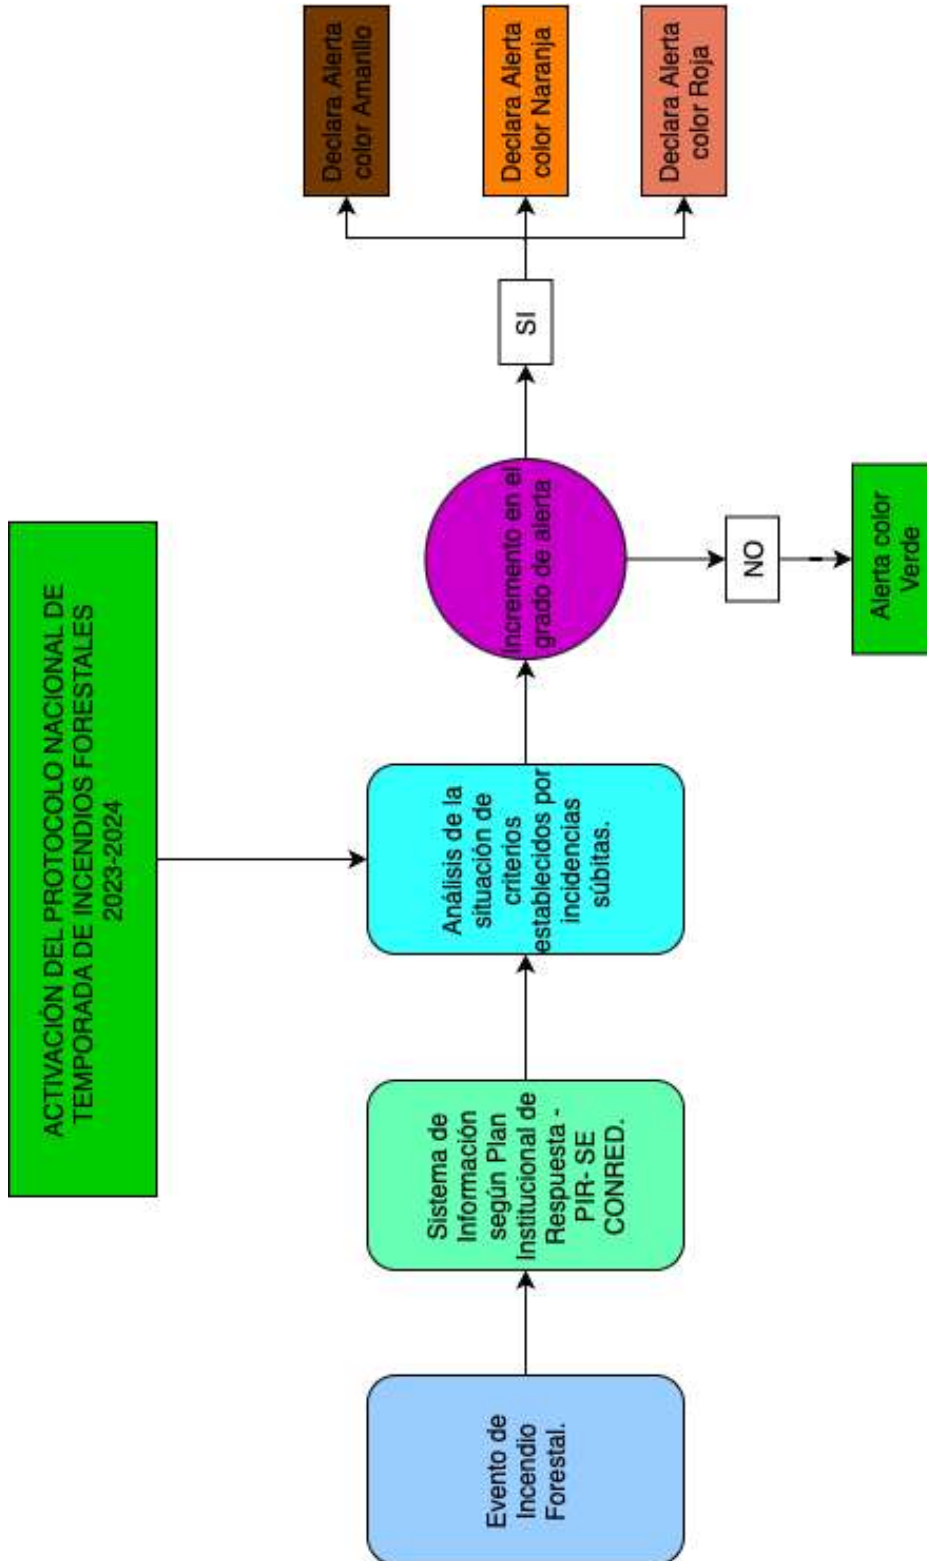 ACTIVACIÓN DEL PROTOCOLO NACIONAL DE
TEMPORADA DE INCENDIOS FORESTALES
2023-2024
Evento de
Incendio
Forestal.
Sistema de
Información
según Plan
Institucional de
Respuesta -
PIR- SE
CONRED.
Análisis de la
situación de
criterios
establecidos por
incidencias
súbitas.
Incremento en el
grado de alerta
SI
Declara Alerta
color Amarillo
Declara Alerta
color Naranja
Declara Alerta
color Roja
NO
Alerta color
Verde